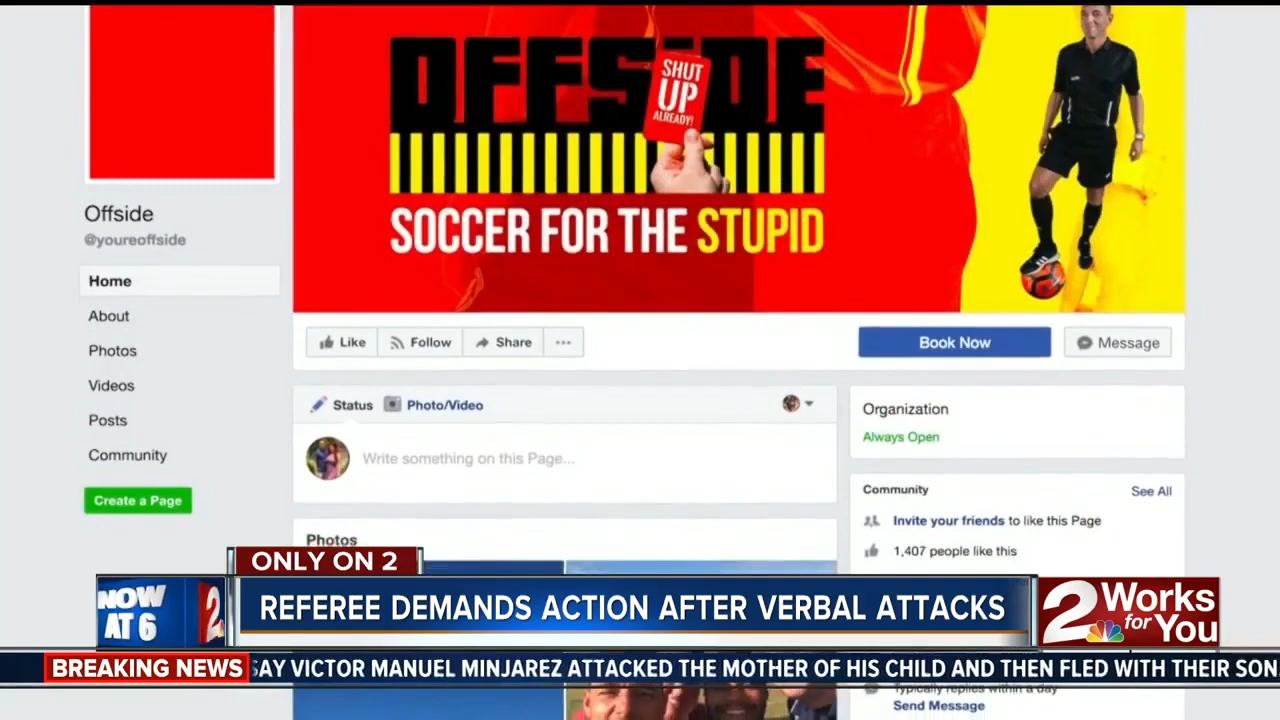 OFFSIDE
SHUT
UP
ALREADY!
SOCCER FOR THE STUPID
Offside
@youreoffside
Home
About
Photos
Videos
Posts
Community
Create a Page
Like
Follow
Share
Book Now
Message
Status
Photo/Video
Write something on this Page...
Organization
Always Open
Community
See All
Invite your friends to like this Page
1,407 people like this
Photos
ONLY ON 2
NOW
AT 6
2
REFEREE DEMANDS ACTION AFTER VERBAL ATTACKS
2 Works
for You
BREAKING NEWS
SAY VICTOR MANUEL MINJAREZ ATTACKED THE MOTHER OF HIS CHILD AND THEN FLED WITH THEIR SON.
Typically replies within a day
Send Message